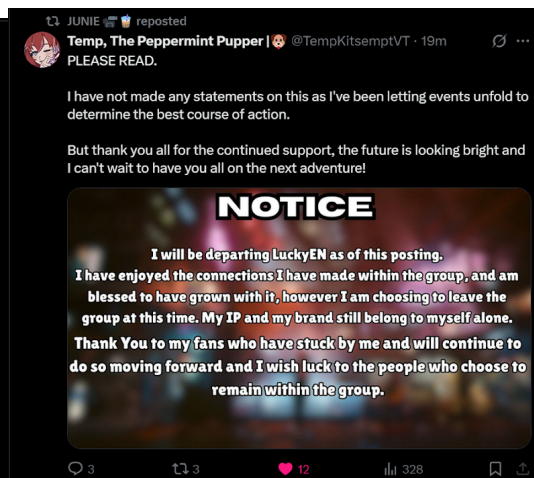 JUNIE 📹🧋 reposted
Temp, The Peppermint Pupper |🐶 @TempKitsemptVT · 19m
PLEASE READ.
I have not made any statements on this as I've been letting events unfold to
determine the best course of action.
But thank you all for the continued support, the future is looking bright and
I can't wait to have you all on the next adventure!
NOTICE
I will be departing LuckyEN as of this posting.
I have enjoyed the connections I have made within the group, and am
blessed to have grown with it, however I am choosing to leave the
group at this time. My IP and my brand still belong to myself alone.
Thank You to my fans who have stuck by me and will continue to
do so moving forward and I wish luck to the people who choose to
remain within the group.
3 3 12 328